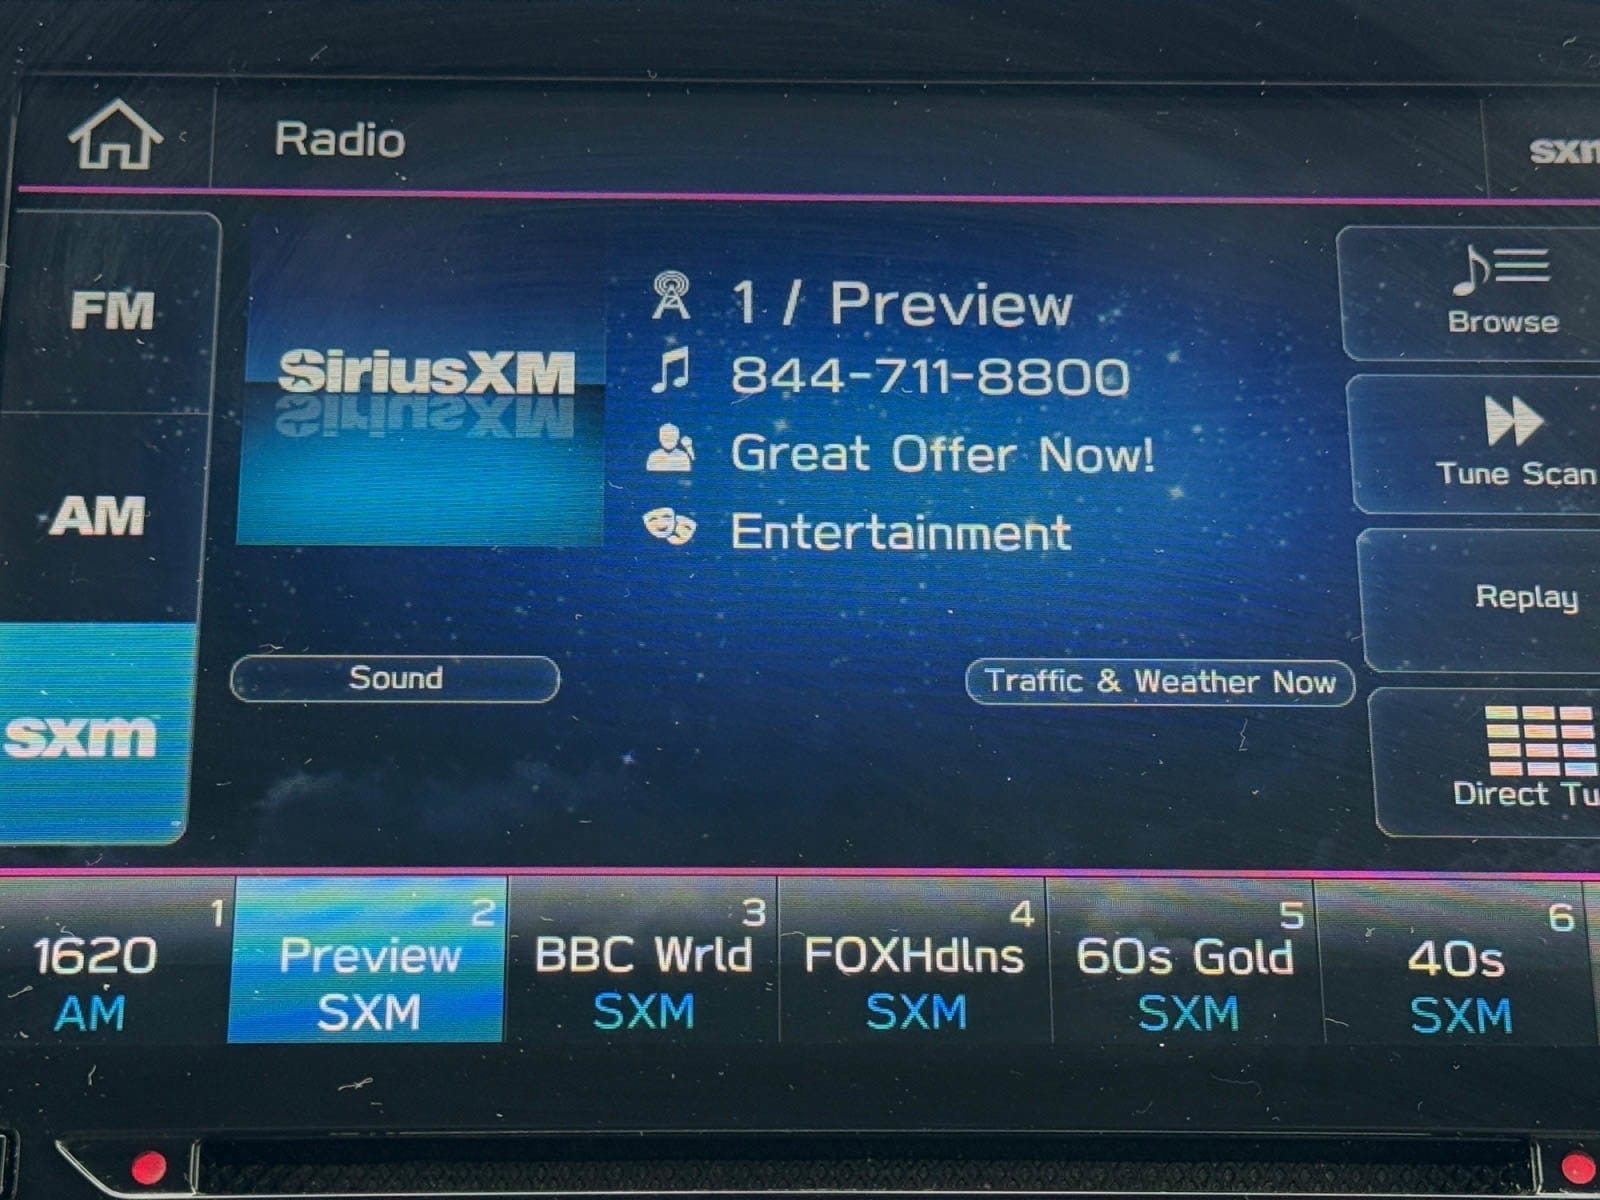 Radio
sxm
FM
AM
sxm
SiriusXM
1 / Preview
844-711-8800
Great Offer Now!
Entertainment
Sound
Traffic & Weather Now
Browse
Tune Scan
Replay
Direct Tu
1
1620
AM
2
Preview
SXM
3
BBC Wrld
SXM
4
FOXHdlns
SXM
5
60s Gold
SXM
6
40s
SXM